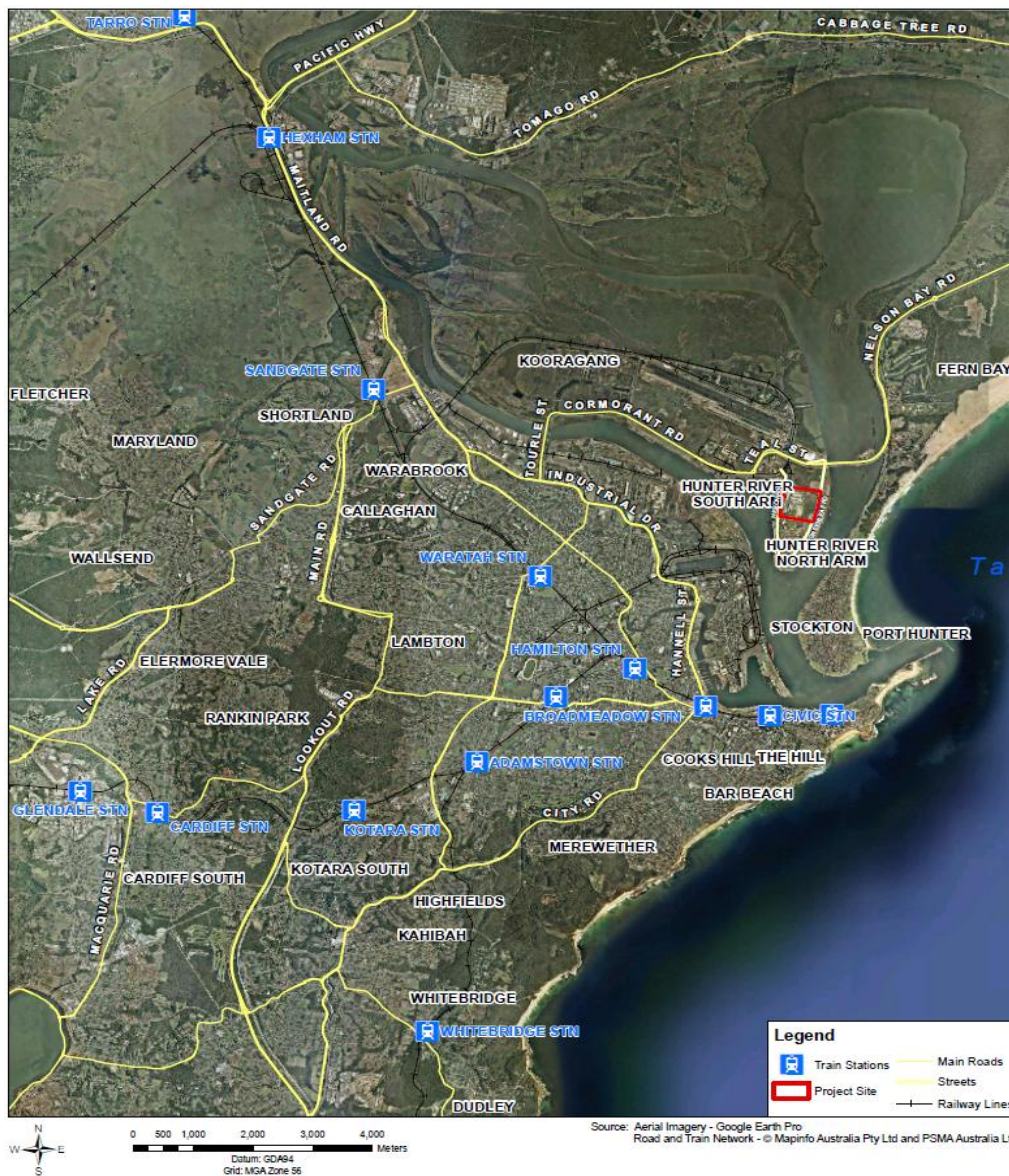 TARRO STN
CABBAGE TREE RD
PACIFIC HWY
TOMAGO RD
HEXHAM STN
MAITLAND RD
NELSON BAY RD
KOORAGANG
FERN BAY
SANDGATE STN
FLETCHER
SHORTLAND
CORMORANT RD
TOURLE ST
MARYLAND
TEAL ST
WARABROOK
INDUSTRIAL DR
HUNTER RIVER
SOUTH ARM
SANDGATE RD
CALLAGHAN
MAIN RD
HUNTER RIVER
NORTH ARM
WALLSEND
WARATAH STN
Ta
HANNELL ST
STOCKTON
PORT HUNTER
LAMBTON
HAMILTON STN
ELERMORE VALE
LAKE RD
RANKIN PARK
LOOKOUT RD
BROADMEADOW STN
CIVIC STN
COOKS HILL
THE HILL
ADAMSTOWN STN
BAR BEACH
GLENDALE STN
CARDIFF STN
KOTARA STN
CITY RD
MEREWETHER
MACQUARIE RD
CARDIFF SOUTH
KOTARA SOUTH
HIGHFIELDS
KAHIBAH
WHITEBRIDGE
WHITEBRIDGE STN
DUDLEY
Legend
Train Stations
Project Site
Main Roads
Streets
Railway Lines
N
W E
S
0 500 1,000 2,000 3,000 4,000
Meters
Datum: GDA94
Grid: MGA Zone 56
Source: Aerial Imagery - Google Earth Pro
Road and Train Network - © Mapinfo Australia Pty Ltd and PSMA Australia Lt